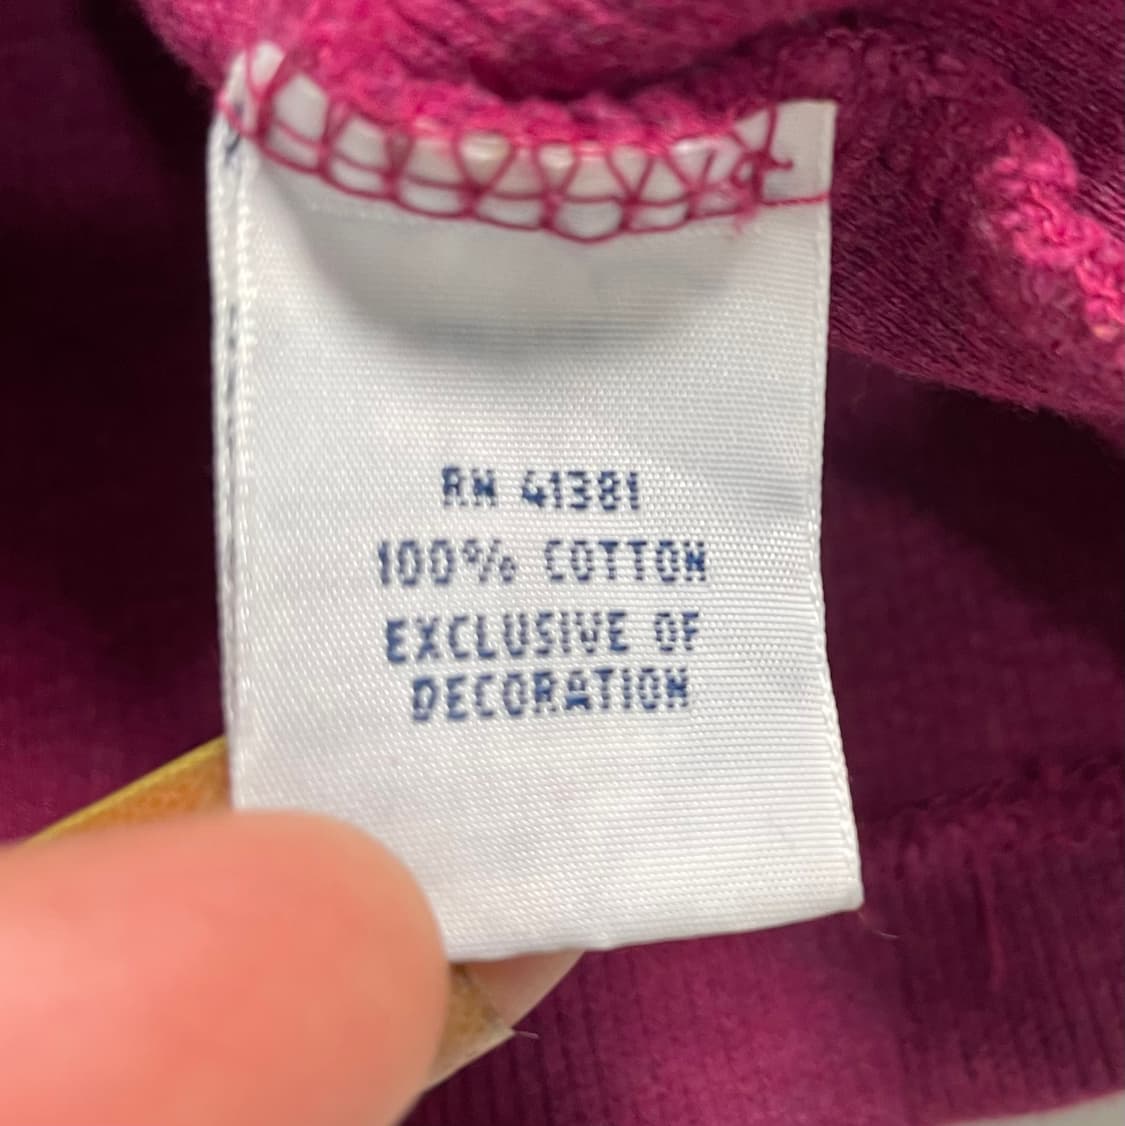 RN 41381
100% COTTON
EXCLUSIVE OF
DECORATION